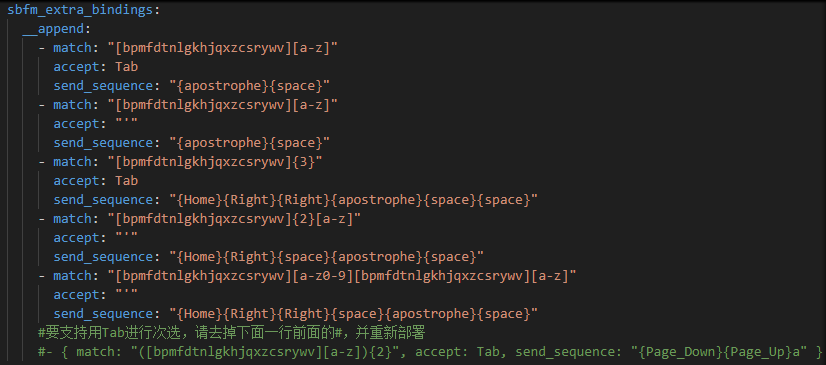 sbfm_extra_bindings:
  __append:
    - match: "[bpmfdtnlgkhjqxzcsrywv][a-z]"
      accept: Tab
      send_sequence: "{apostrophe}{space}"
    - match: "[bpmfdtnlgkhjqxzcsrywv][a-z]"
      accept: "'"
      send_sequence: "{apostrophe}{space}"
    - match: "[bpmfdtnlgkhjqxzcsrywv]{3}"
      accept: Tab
      send_sequence: "{Home}{Right}{Right}{apostrophe}{space}{space}"
    - match: "[bpmfdtnlgkhjqxzcsrywv]{2}[a-z]"
      accept: "'"
      send_sequence: "{Home}{Right}{space}{apostrophe}{space}"
    - match: "[bpmfdtnlgkhjqxzcsrywv][a-z0-9][bpmfdtnlgkhjqxzcsrywv][a-z]"
      accept: "'"
      send_sequence: "{Home}{Right}{Right}{space}{apostrophe}{space}"
    #要支持用Tab进行次选，请去掉下面一行前面的#，并重新部署
    #- { match: "([bpmfdtnlgkhjqxzcsrywv][a-z]){2}", accept: Tab, send_sequence: "{Page_Down}{Page_Up}a" }